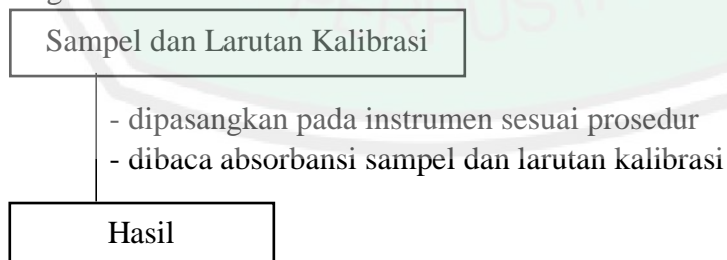 Sampel dan Larutan Kalibrasi
- dipasangkan pada instrumen sesuai prosedur
- dibaca absorbansi sampel dan larutan kalibrasi
Hasil